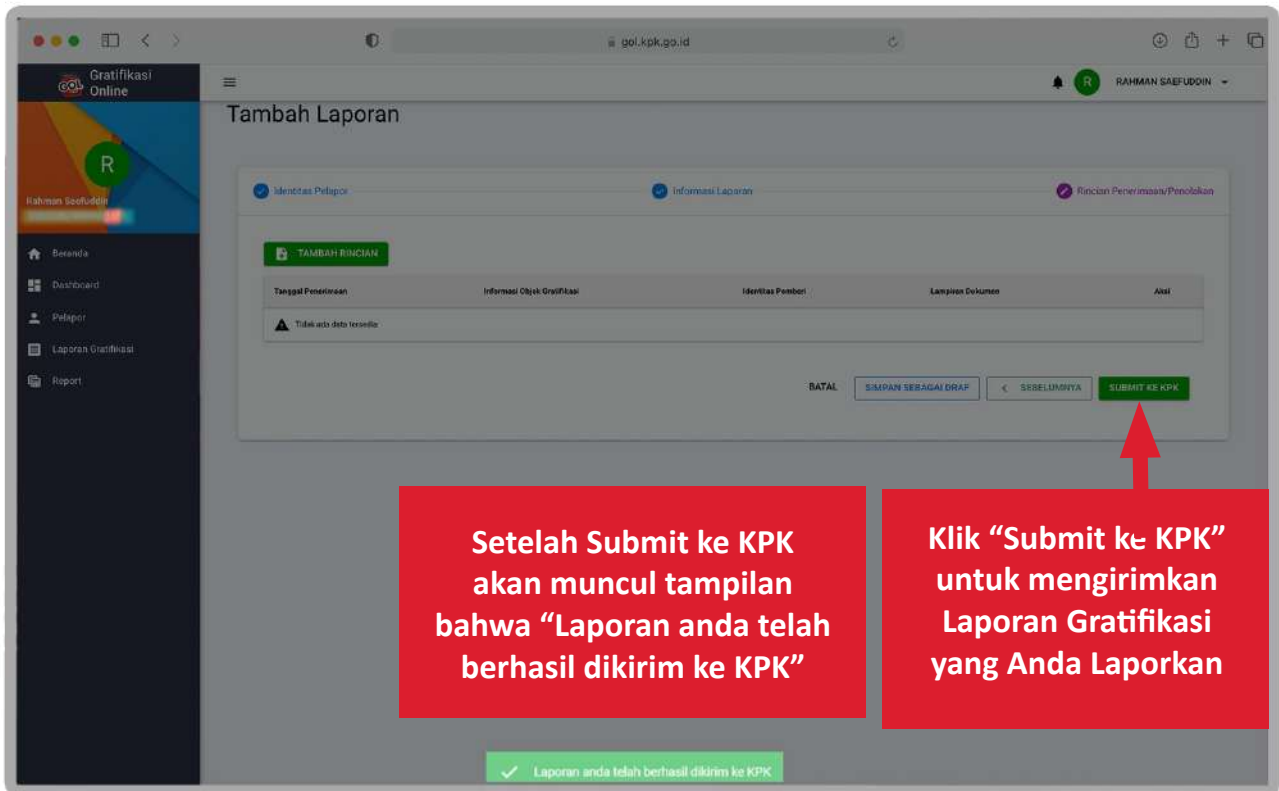 gol.kpk.go.id
GOL
Gratifikasi
Online
R
RAHMAN SAEFUDDIN
Tambah Laporan
R
Rahman Saefuddin
Identitas Pelapor
Informasi Laporan
Rincian Penerimaan/Penolakan
Beranda
Dashboard
Pelapor
Laporan Gratifikasi
Report
TAMBAH RINCIAN
Tanggal Penerimaan Informasi Objek Gratifikasi Identitas Pemberi Lampiran Dokumen Aksi
Tidak ada data tersedia
BATAL SIMPAN SEBAGAI DRAF SEBELUMNYA SUBMIT KE KPK
Setelah Submit ke KPK
akan muncul tampilan
bahwa “Laporan anda telah
berhasil dikirim ke KPK”
Klik “Submit ke KPK”
untuk mengirimkan
Laporan Gratifikasi
yang Anda Laporkan
Laporan anda telah berhasil dikirim ke KPK